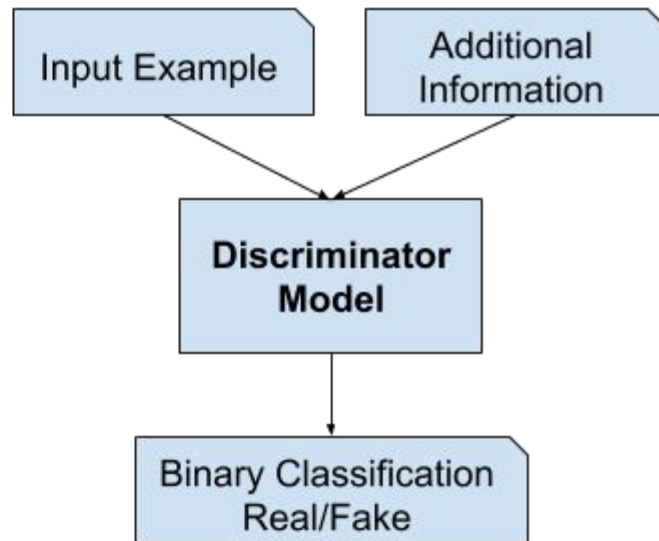 Input Example
Additional
Information
Discriminator
Model
Binary Classification
Real/Fake